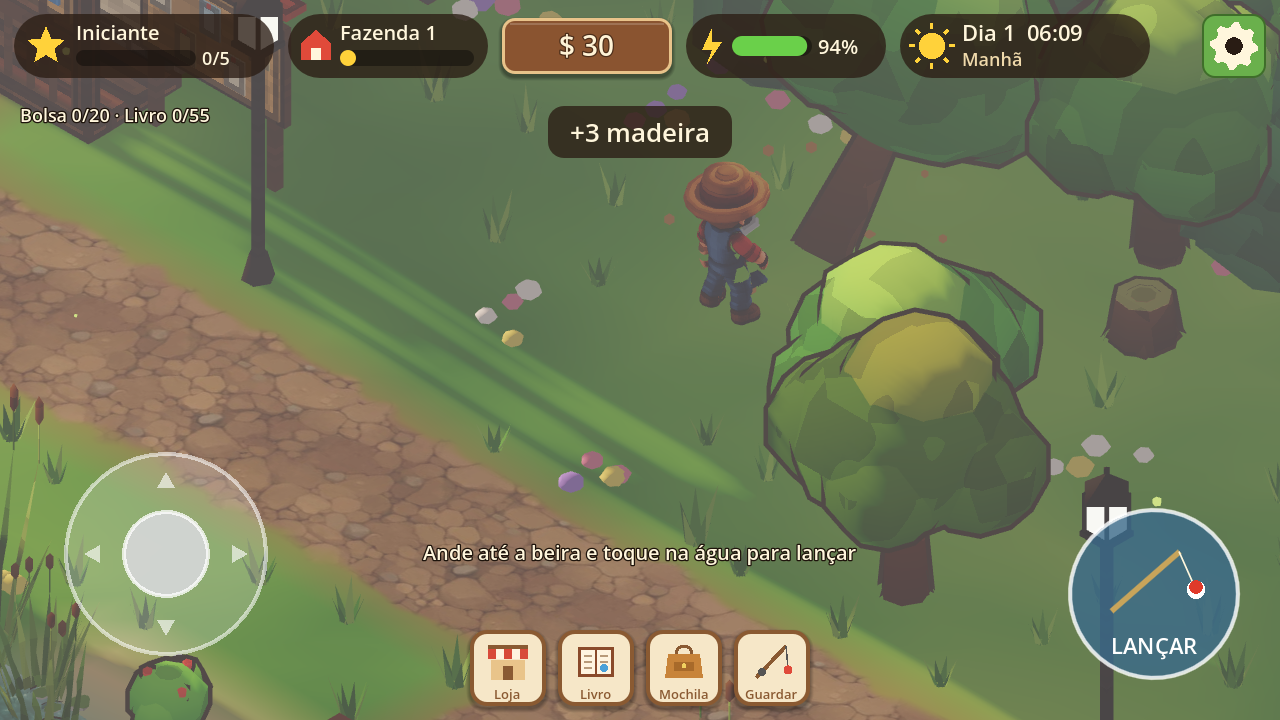 Iniciante
0/5
Fazenda 1
$ 30
94%
Dia 1 06:09
Manhã
Bolsa 0/20 · Livro 0/55
+3 madeira
Ande até a beira e toque na água para lançar
LANÇAR
Loja
Livro
Mochila
Guardar